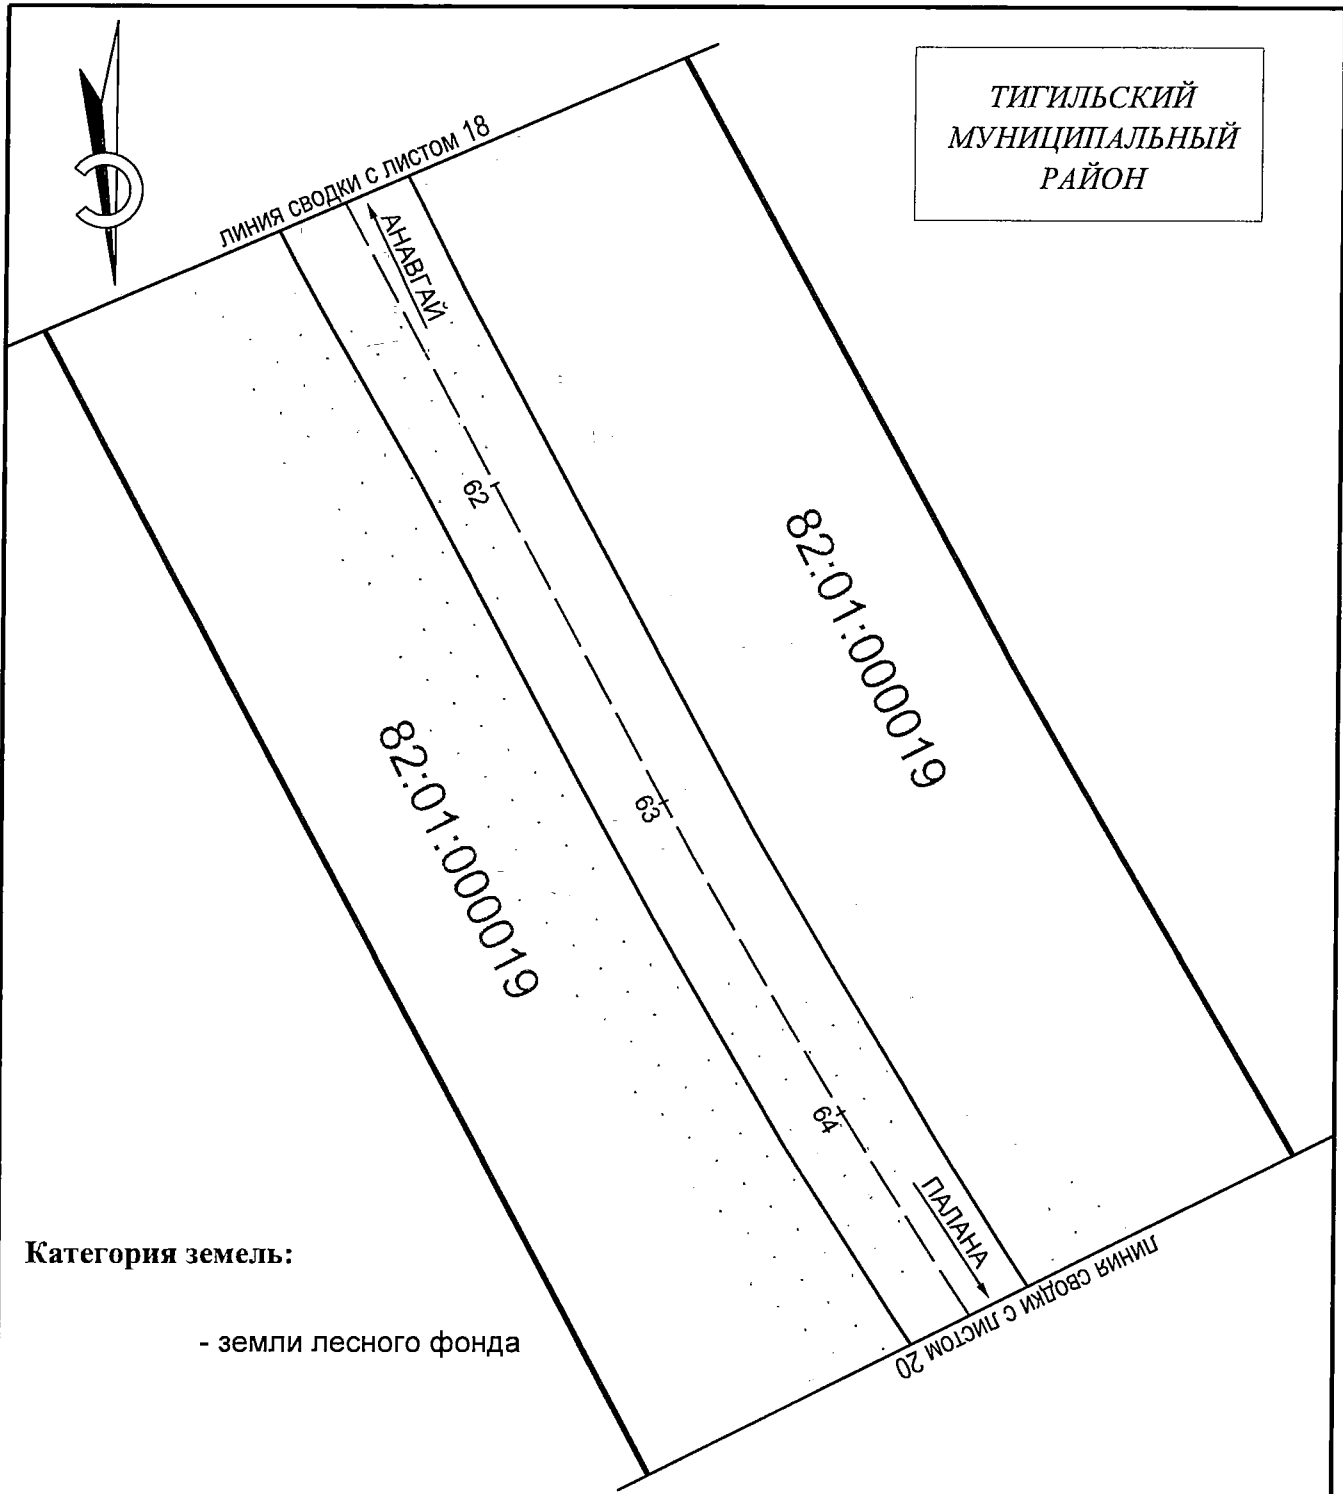 ТИГИЛЬСКИЙ
МУНИЦИПАЛЬНЫЙ
РАЙОН
С
ЛИНИЯ СВОДКИ С ЛИСТОМ 18
АНАВГАЙ
62
82:01:000019
63
82:01:000019
64
ПАЛАНА
ЛИНИЯ СВОДКИ С ЛИСТОМ 20
Категория земель:
- земли лесного фонда